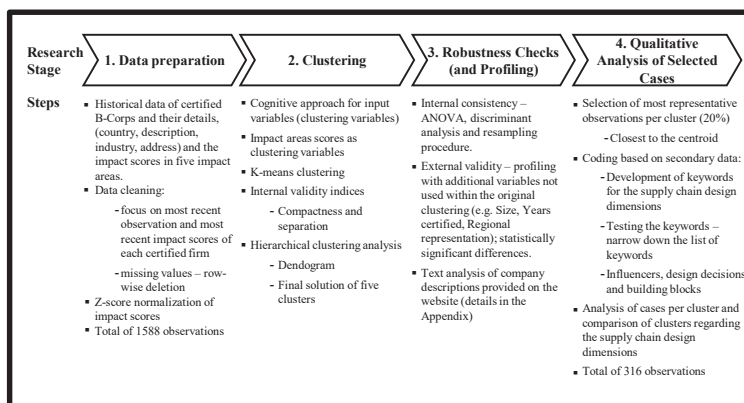 Research
Stage
1. Data preparation
2. Clustering
3. Robustness Checks
(and Profiling)
4. Qualitative
Analysis of Selected
Cases
Steps
▪ Historical data of certified
B-Corps and their details,
(country, description,
industry, address) and the
impact scores in five impact
areas.
▪ Data cleaning:
- focus on most recent
observation and most
recent impact scores of
each certified firm
- missing values – row-
wise deletion
▪ Z-score normalization of
impact scores
▪ Total of 1588 observations
▪ Cognitive approach for input
variables (clustering variables)
▪ Impact areas scores as
clustering variables
▪ K-means clustering
▪ Internal validity indices
- Compactness and
separation
▪ Hierarchical clustering analysis
- Dendogram
- Final solution of five
clusters
▪ Internal consistency –
ANOVA, discriminant
analysis and resampling
procedure.
▪ External validity – profiling
with additional variables not
used within the original
clustering (e.g. Size, Years
certified, Regional
representation); statistically
significant differences.
▪ Text analysis of company
descriptions provided on the
website (details in the
Appendix)
▪ Selection of most representative
observations per cluster (20%)
- Closest to the centroid
▪ Coding based on secondary data:
- Development of keywords
for the supply chain design
dimensions
- Testing the keywords –
narrow down the list of
keywords
- Influencers, design decisions
and building blocks
▪ Analysis of cases per cluster and
comparison of clusters regarding
the supply chain design
dimensions
▪ Total of 316 observations